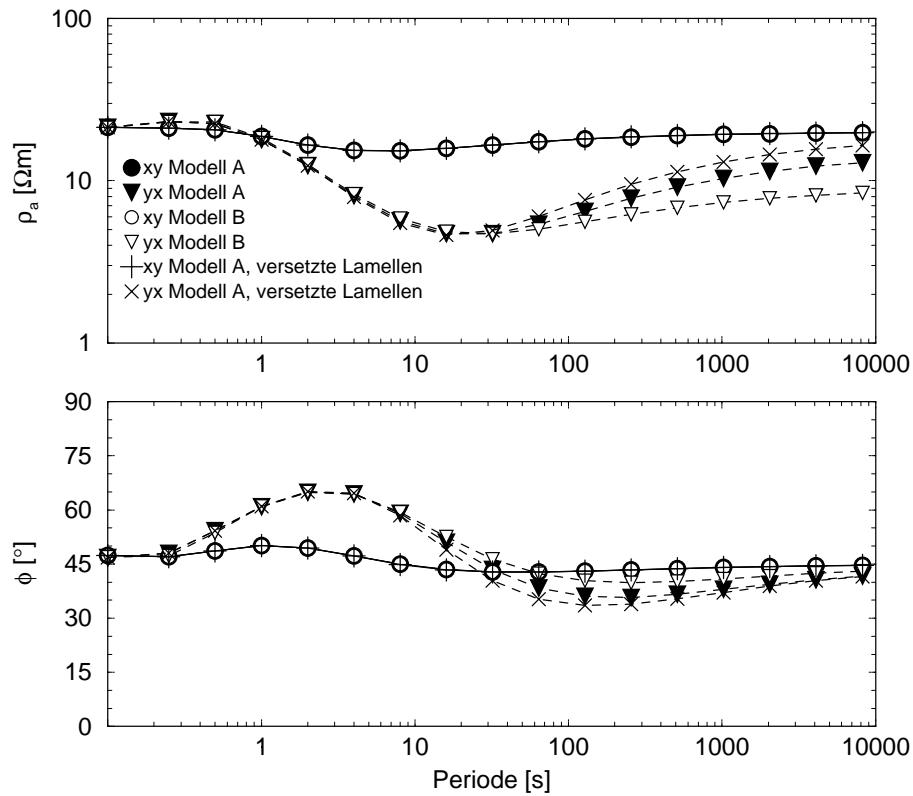 100
10
1
ρa [Ωm]
xy Modell A
yx Modell A
xy Modell B
yx Modell B
xy Modell A, versetzte Lamellen
yx Modell A, versetzte Lamellen
1 10 100 1000 10000
90
75
60
45
30
15
0
ϕ [°]
1 10 100 1000 10000
Periode [s]